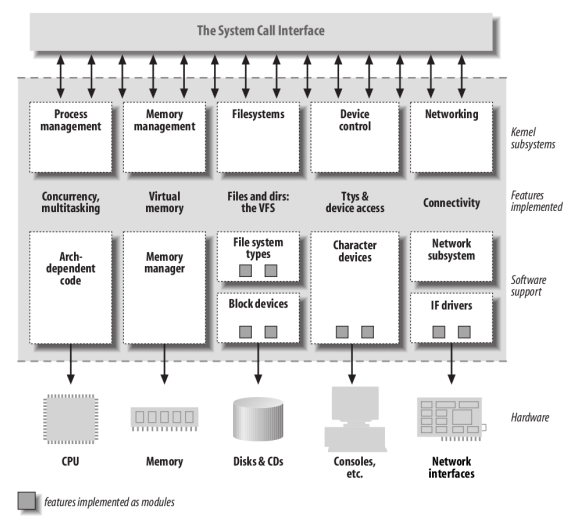 The System Call Interface
Process
management
Memory
management
Filesystems
Device
control
Networking
Kernel
subsystems
Concurrency,
multitasking
Virtual
memory
Files and dirs:
the VFS
Ttys &
device access
Connectivity
Features
implemented
Arch-
dependent
code
Memory
manager
File system
types
Block devices
Character
devices
Network
subsystem
IF drivers
Software
support
Hardware
CPU
Memory
Disks & CDs
Consoles,
etc.
Network
interfaces
features implemented as modules